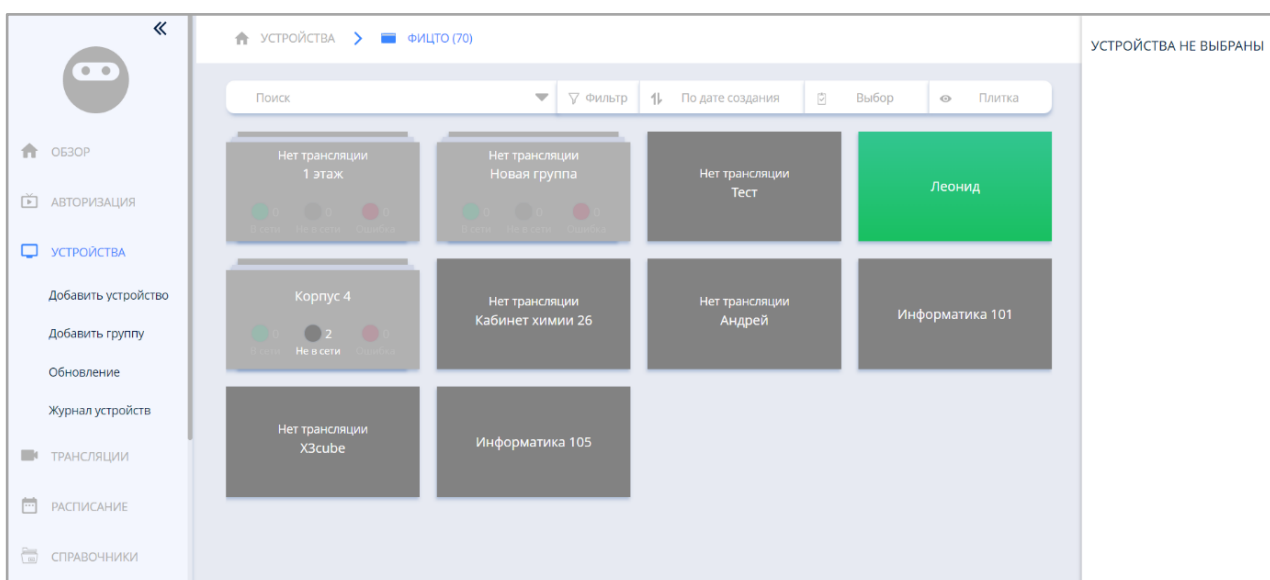 УСТРОЙСТВА
ФИЦТО (70)
УСТРОЙСТВА НЕ ВЫБРАНЫ
Поиск
Фильтр
По дате создания
Выбор
Плитка
ОБЗОР
АВТОРИЗАЦИЯ
УСТРОЙСТВА
Добавить устройство
Добавить группу
Обновление
Журнал устройств
ТРАНСЛЯЦИИ
РАСПИСАНИЕ
СПРАВОЧНИКИ
Нет трансляции
1 этаж
0 0 0
В сети Не в сети Ошибка
Нет трансляции
Новая группа
0 0 0
В сети Не в сети Ошибка
Нет трансляции
Тест
Леонид
Корпус 4
0 2 0
В сети Не в сети Ошибка
Нет трансляции
Кабинет химии 26
Нет трансляции
Андрей
Информатика 101
Нет трансляции
X3cube
Информатика 105